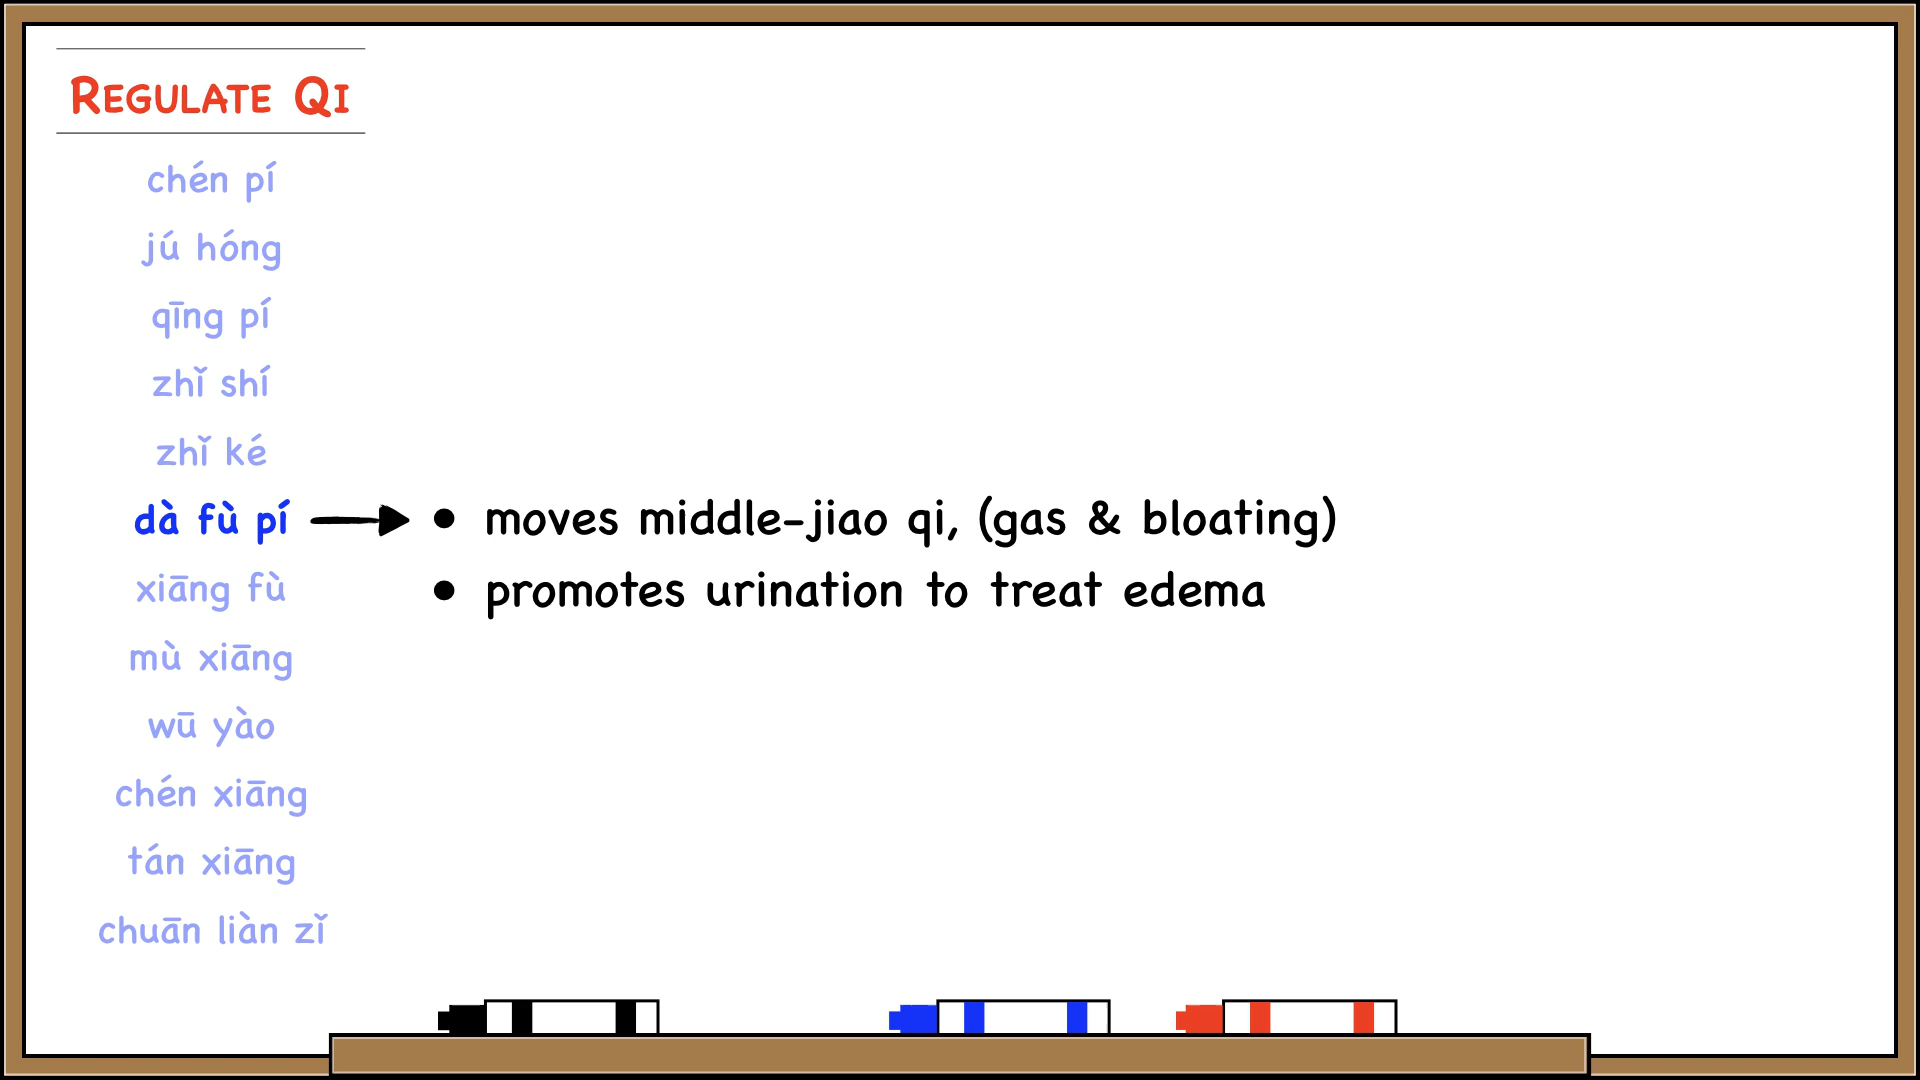 REGULATE QI
chén pí
jú hóng
qīng pí
zhǐ shí
zhǐ ké
dà fù pí
• moves middle-jiao qi, (gas & bloating)
• promotes urination to treat edema
xiāng fù
mù xiāng
wū yào
chén xiāng
tán xiāng
chuān liàn zǐ